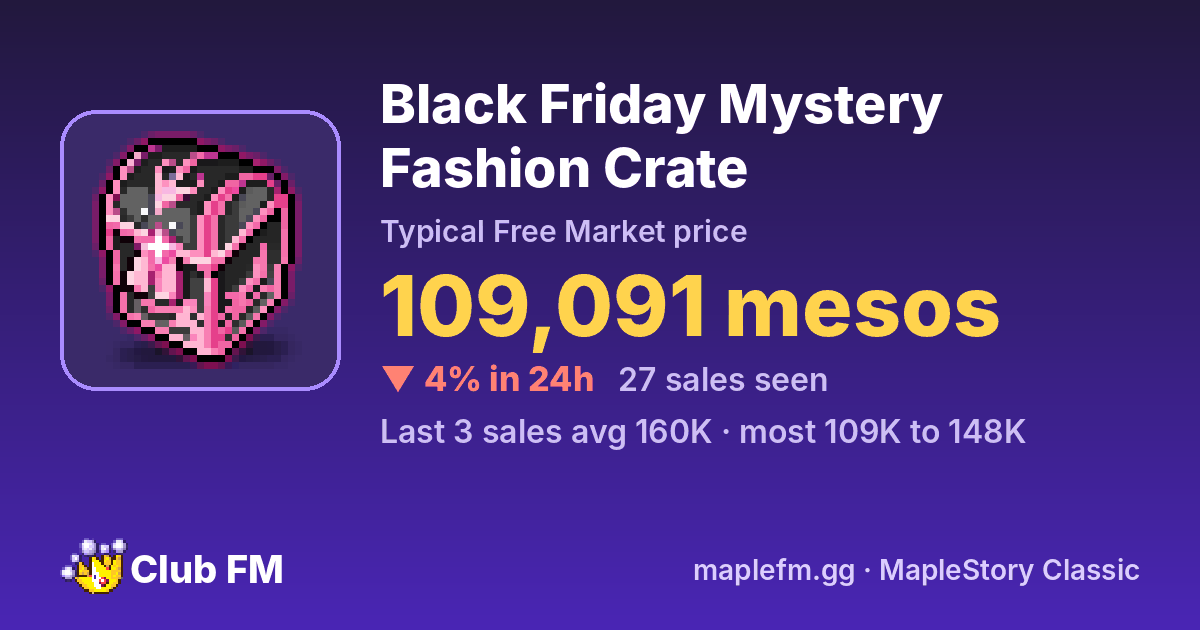 Black Friday Mystery
Fashion Crate
Typical Free Market price
109,091 mesos
▼ 4% in 24h 27 sales seen
Last 3 sales avg 160K · most 109K to 148K
Club FM
maplefm.gg · MapleStory Classic